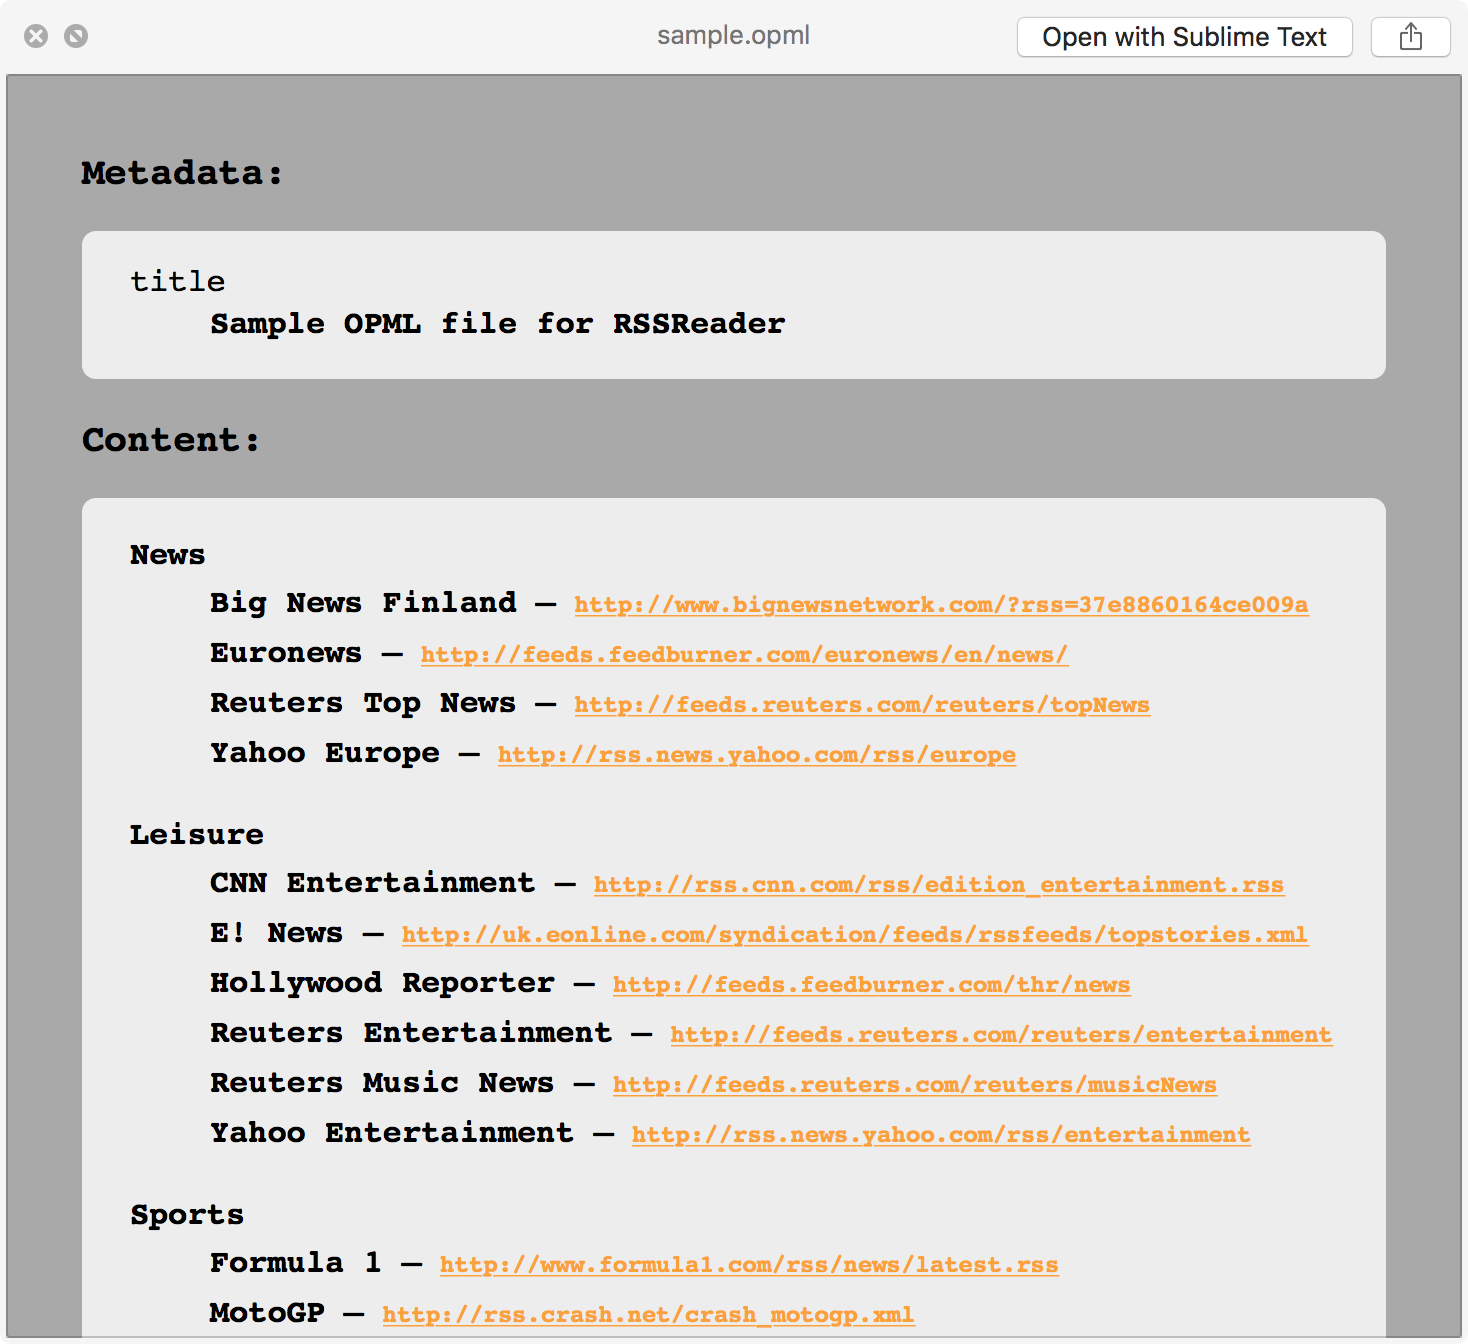 sample.opml
Open with Sublime Text
Metadata:
title
Sample OPML file for RSSReader
Content:
News
Big News Finland — http://www.bignewsnetwork.com/?rss=37e8860164ce009a
Euronews — http://feeds.feedburner.com/euronews/en/news/
Reuters Top News — http://feeds.reuters.com/reuters/topNews
Yahoo Europe — http://rss.news.yahoo.com/rss/europe
Leisure
CNN Entertainment — http://rss.cnn.com/rss/edition_entertainment.rss
E! News — http://uk.eonline.com/syndication/feeds/rssfeeds/topstories.xml
Hollywood Reporter — http://feeds.feedburner.com/thr/news
Reuters Entertainment — http://feeds.reuters.com/reuters/entertainment
Reuters Music News — http://feeds.reuters.com/reuters/musicNews
Yahoo Entertainment — http://rss.news.yahoo.com/rss/entertainment
Sports
Formula 1 — http://www.formula1.com/rss/news/latest.rss
MotoGP — http://rss.crash.net/crash_motogp.xml